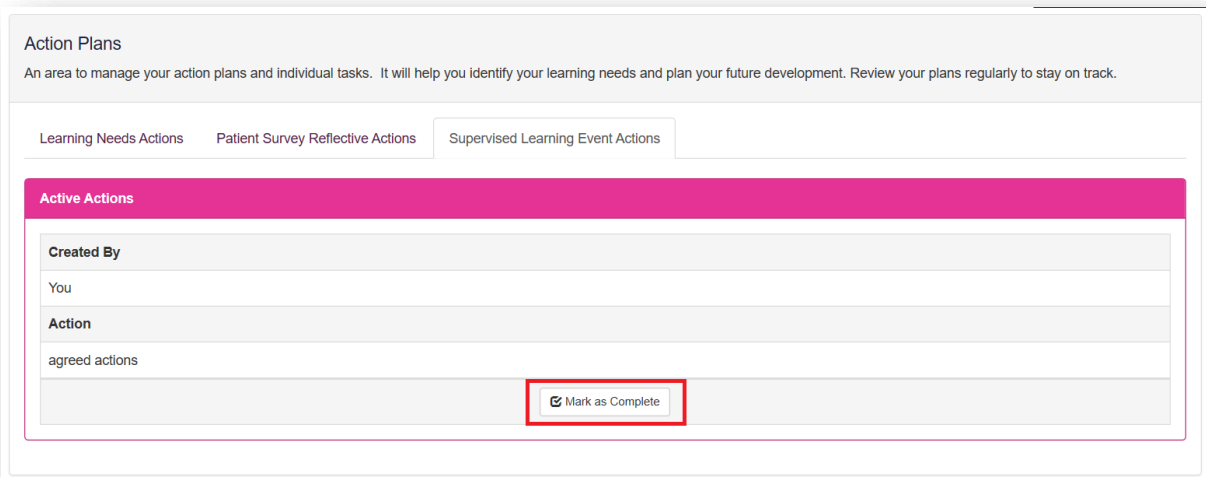 Action Plans
An area to manage your action plans and individual tasks.  It will help you identify your learning needs and plan your future development. Review your plans regularly to stay on track.
Learning Needs Actions
Patient Survey Reflective Actions
Supervised Learning Event Actions
Active Actions
Created By
You
Action
agreed actions
Mark as Complete